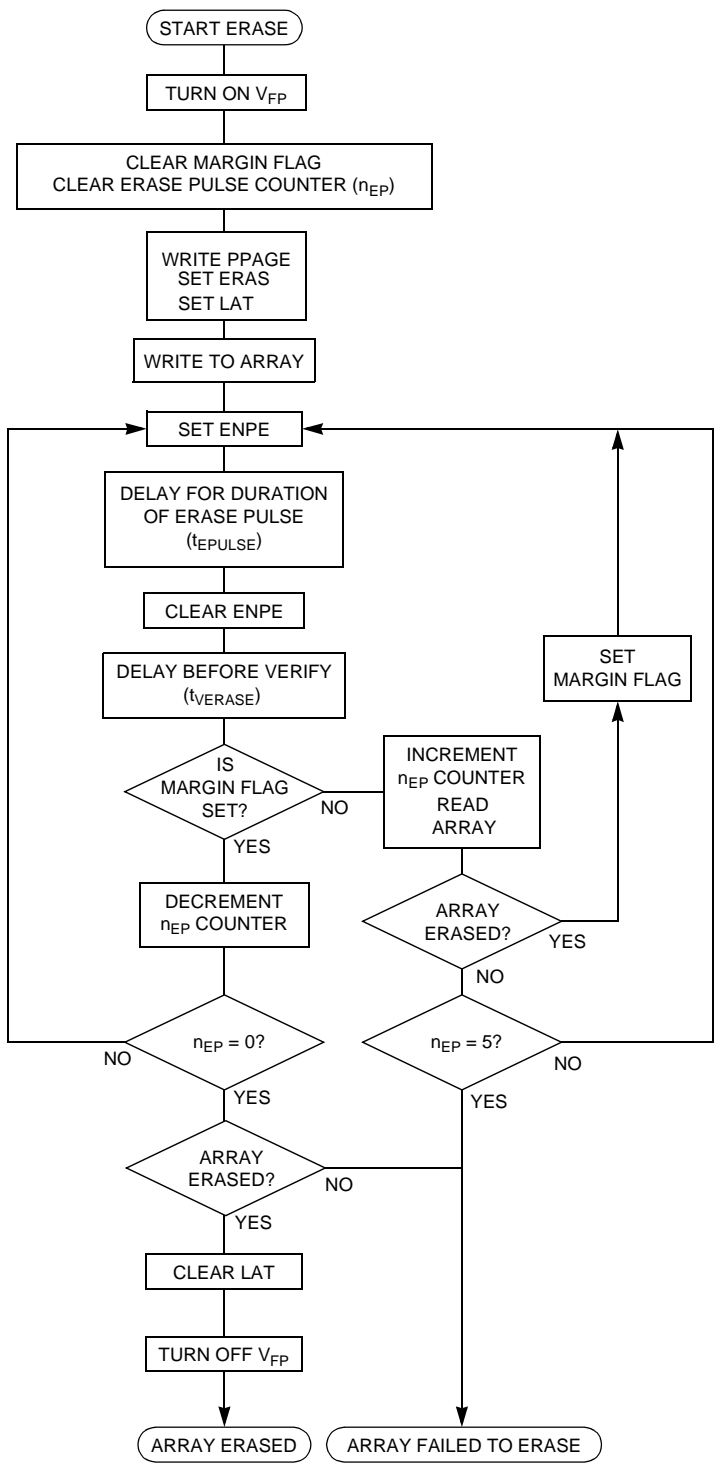 START ERASE
TURN ON VFP
CLEAR MARGIN FLAG
CLEAR ERASE PULSE COUNTER (nEP)
WRITE PPAGE
SET ERAS
SET LAT
WRITE TO ARRAY
SET ENPE
DELAY FOR DURATION
OF ERASE PULSE
(tEPULSE)
CLEAR ENPE
DELAY BEFORE VERIFY
(tVERASE)
SET
MARGIN FLAG
IS
MARGIN FLAG
SET?
NO
YES
INCREMENT
nEP COUNTER
READ
ARRAY
DECREMENT
nEP COUNTER
ARRAY
ERASED?
YES
NO
nEP = 0?
NO
YES
nEP = 5?
NO
YES
ARRAY
ERASED?
NO
YES
CLEAR LAT
TURN OFF VFP
ARRAY ERASED
ARRAY FAILED TO ERASE